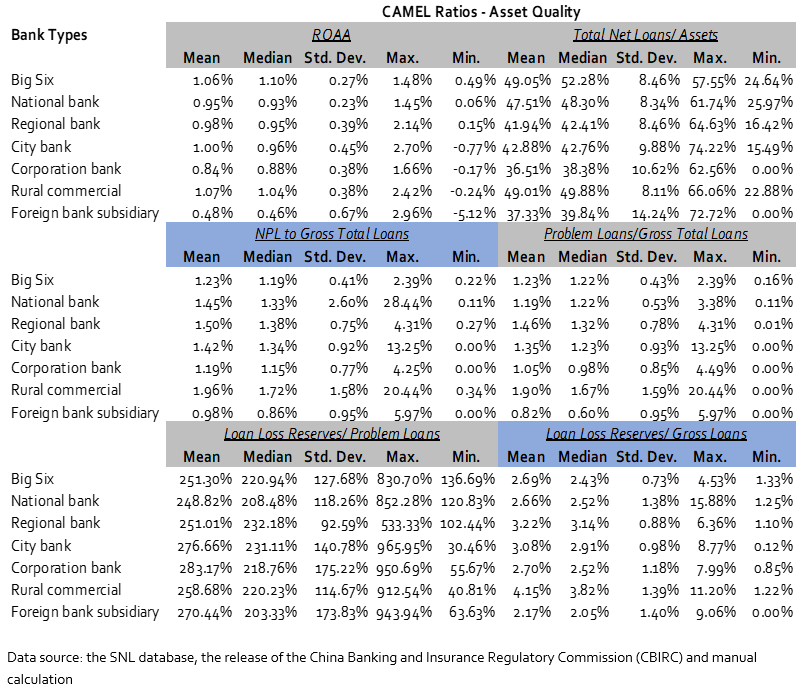 CAMEL Ratios - Asset Quality
Bank Types ROAA Total Net Loans/ Assets
Mean Median Std. Dev. Max. Min. Mean Median Std. Dev. Max. Min.
Big Six 1.06% 1.10% 0.27% 1.48% 0.49% 49.05% 52.28% 8.46% 57.55% 24.64%
National bank 0.95% 0.93% 0.23% 1.45% 0.06% 47.51% 48.30% 8.34% 61.74% 25.97%
Regional bank 0.98% 0.95% 0.39% 2.14% 0.15% 41.94% 42.41% 8.46% 64.63% 16.42%
City bank 1.00% 0.96% 0.45% 2.70% -0.77% 42.88% 42.76% 9.88% 74.22% 15.49%
Corporation bank 0.84% 0.88% 0.38% 1.66% -0.17% 36.51% 38.38% 10.62% 62.56% 0.00%
Rural commercial 1.07% 1.04% 0.38% 2.42% -0.24% 49.01% 49.88% 8.11% 66.06% 22.88%
Foreign bank subsidiary 0.48% 0.46% 0.67% 2.96% -5.12% 37.33% 39.84% 14.24% 72.72% 0.00%
NPL to Gross Total Loans Problem Loans/Gross Total Loans
Mean Median Std. Dev. Max. Min. Mean Median Std. Dev. Max. Min.
Big Six 1.23% 1.19% 0.41% 2.39% 0.22% 1.23% 1.22% 0.43% 2.39% 0.16%
National bank 1.45% 1.33% 2.60% 28.44% 0.11% 1.19% 1.22% 0.53% 3.38% 0.11%
Regional bank 1.50% 1.38% 0.75% 4.31% 0.27% 1.46% 1.32% 0.78% 4.31% 0.01%
City bank 1.42% 1.34% 0.92% 13.25% 0.00% 1.35% 1.23% 0.93% 13.25% 0.00%
Corporation bank 1.19% 1.15% 0.77% 4.25% 0.00% 1.05% 0.98% 0.85% 4.49% 0.00%
Rural commercial 1.96% 1.72% 1.58% 20.44% 0.34% 1.90% 1.67% 1.59% 20.44% 0.00%
Foreign bank subsidiary 0.98% 0.86% 0.95% 5.97% 0.00% 0.82% 0.60% 0.95% 5.97% 0.00%
Loan Loss Reserves/ Problem Loans Loan Loss Reserves/ Gross Loans
Mean Median Std. Dev. Max. Min. Mean Median Std. Dev. Max. Min.
Big Six 251.30% 220.94% 127.68% 830.70% 136.69% 2.69% 2.43% 0.73% 4.53% 1.33%
National bank 248.82% 208.48% 118.26% 852.28% 120.83% 2.66% 2.52% 1.38% 15.88% 1.25%
Regional bank 251.01% 232.18% 92.59% 533.33% 102.44% 3.22% 3.14% 0.88% 6.36% 1.10%
City bank 276.66% 231.11% 140.78% 965.95% 30.46% 3.08% 2.91% 0.98% 8.77% 0.12%
Corporation bank 283.17% 218.76% 175.22% 950.69% 55.67% 2.70% 2.52% 1.18% 7.99% 0.85%
Rural commercial 258.68% 220.23% 114.67% 912.54% 40.81% 4.15% 3.82% 1.39% 11.20% 1.22%
Foreign bank subsidiary 270.44% 203.33% 173.83% 943.94% 63.63% 2.17% 2.05% 1.40% 9.06% 0.00%
Data source: the SNL database, the release of the China Banking and Insurance Regulatory Commission (CBIRC) and manual
calculation